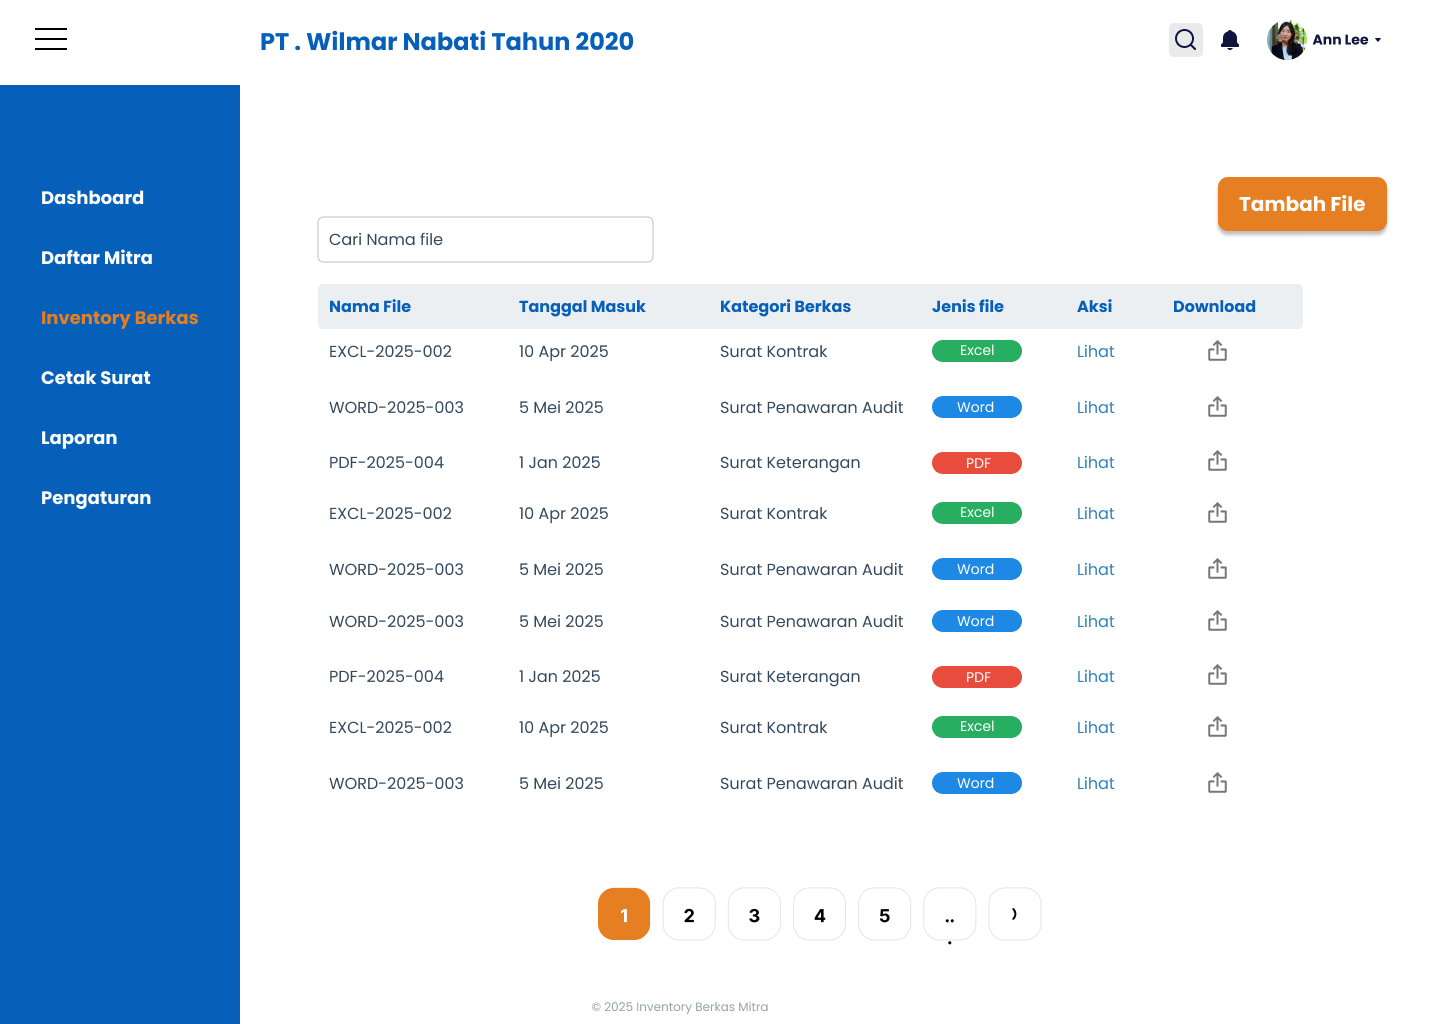 PT . Wilmar Nabati Tahun 2020
Ann Lee
Dashboard
Daftar Mitra
Inventory Berkas
Cetak Surat
Laporan
Pengaturan
Tambah File
Cari Nama file
Nama File Tanggal Masuk Kategori Berkas Jenis file Aksi Download
EXCL-2025-002 10 Apr 2025 Surat Kontrak Excel Lihat
WORD-2025-003 5 Mei 2025 Surat Penawaran Audit Word Lihat
PDF-2025-004 1 Jan 2025 Surat Keterangan PDF Lihat
EXCL-2025-002 10 Apr 2025 Surat Kontrak Excel Lihat
WORD-2025-003 5 Mei 2025 Surat Penawaran Audit Word Lihat
WORD-2025-003 5 Mei 2025 Surat Penawaran Audit Word Lihat
PDF-2025-004 1 Jan 2025 Surat Keterangan PDF Lihat
EXCL-2025-002 10 Apr 2025 Surat Kontrak Excel Lihat
WORD-2025-003 5 Mei 2025 Surat Penawaran Audit Word Lihat
1 2 3 4 5 ... ⟩
© 2025 Inventory Berkas Mitra